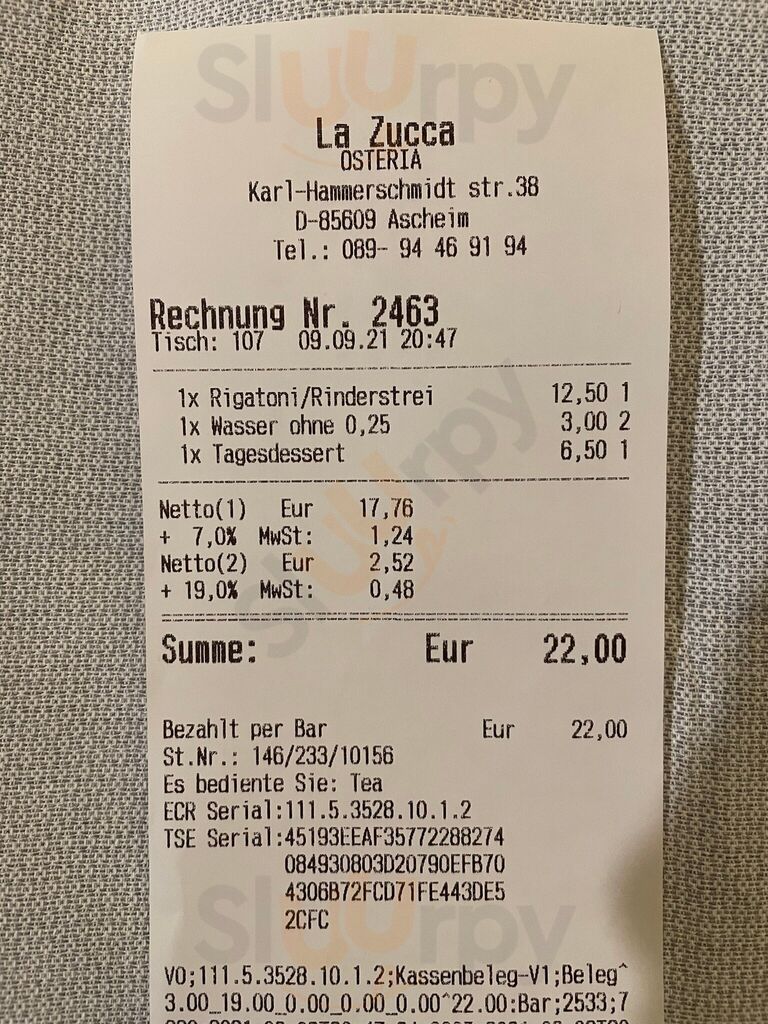 Sluurpy
La Zucca
OSTERIA
Karl-Hammerschmidt str.38
D-85609 Ascheim
Tel.: 089- 94 46 91 94
Rechnung Nr. 2463
Tisch: 107 09.09.21 20:47
1x Rigatoni/Rinderstrei 12,50 1
1x Wasser ohne 0,25 3,00 2
1x Tagesdessert 6,50 1
Sluurpy
Netto(1) Eur 17,76
+ 7,0% MwSt: 1,24
Netto(2) Eur 2,52
+ 19,0% MwSt: 0,48
Summe: Eur 22,00
Bezahlt per Bar Eur 22,00
St.Nr.: 146/233/10156
Es bediente Sie: Tea
ECR Serial:111.5.3528.10.1.2
TSE Serial:45193EEAF35772288274
084930803D20790EFB70
4306B72FCD71FE443DE5
2CFC
Sluurpy
V0;111.5.3528.10.1.2;Kassenbeleg-V1;Beleg^
3.00_19.00_0.00_0.00_0.00^22.00:Bar;2533;7